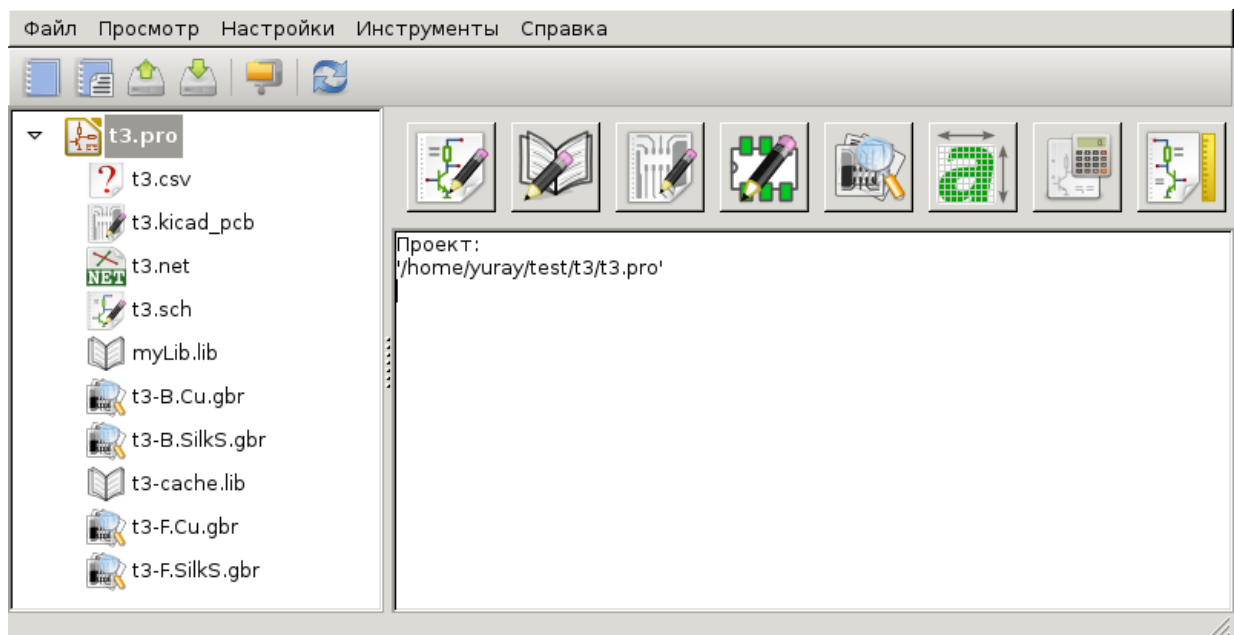 Файл Просмотр Настройки Инструменты Справка
t3.pro
t3.csv
t3.kicad_pcb
NET t3.net
t3.sch
myLib.lib
t3-B.Cu.gbr
t3-B.SilkS.gbr
t3-cache.lib
t3-F.Cu.gbr
t3-F.SilkS.gbr
a
Проект:
'/home/yuray/test/t3/t3.pro'